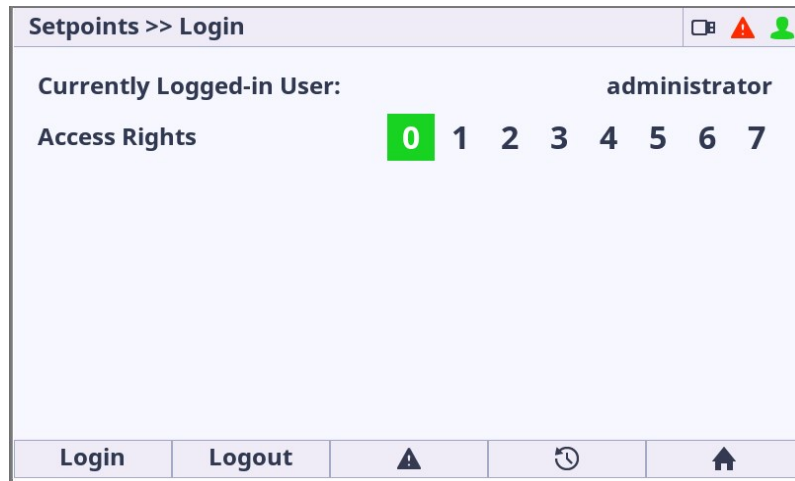 Setpoints >> Login
Currently Logged-in User: administrator
Access Rights 0 1 2 3 4 5 6 7
Login Logout